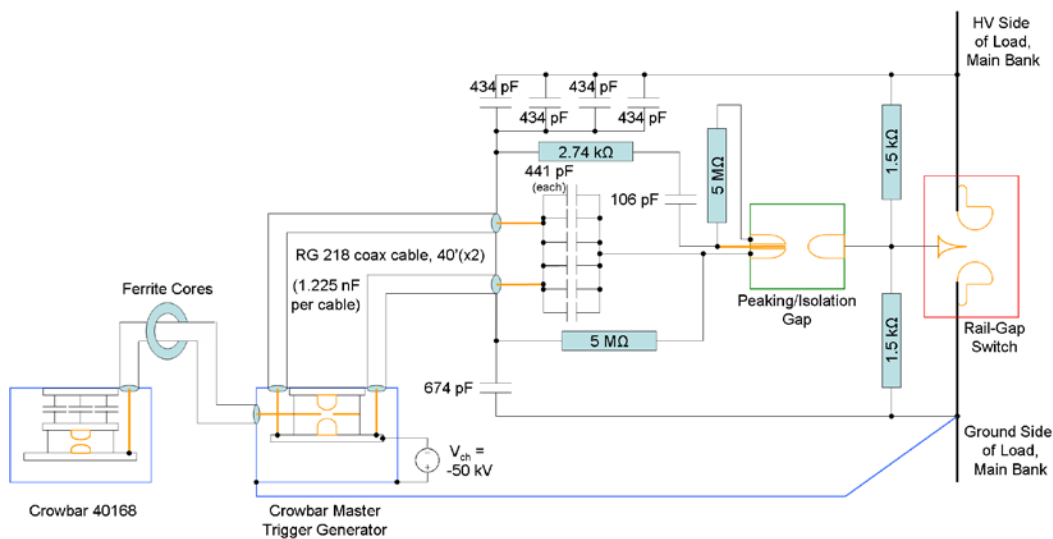 HV Side
of Load,
Main Bank
434 pF
434 pF
434 pF
434 pF
2.74 kΩ
441 pF
(each)
106 pF
5 MΩ
1.5 kΩ
RG 218 coax cable, 40'(x2)
(1.225 nF
per cable)
Ferrite Cores
Peaking/Isolation
Gap
Rail-Gap
Switch
5 MΩ
1.5 kΩ
674 pF
V_ch =
-50 kV
Ground Side
of Load,
Main Bank
Crowbar 40168
Crowbar Master
Trigger Generator